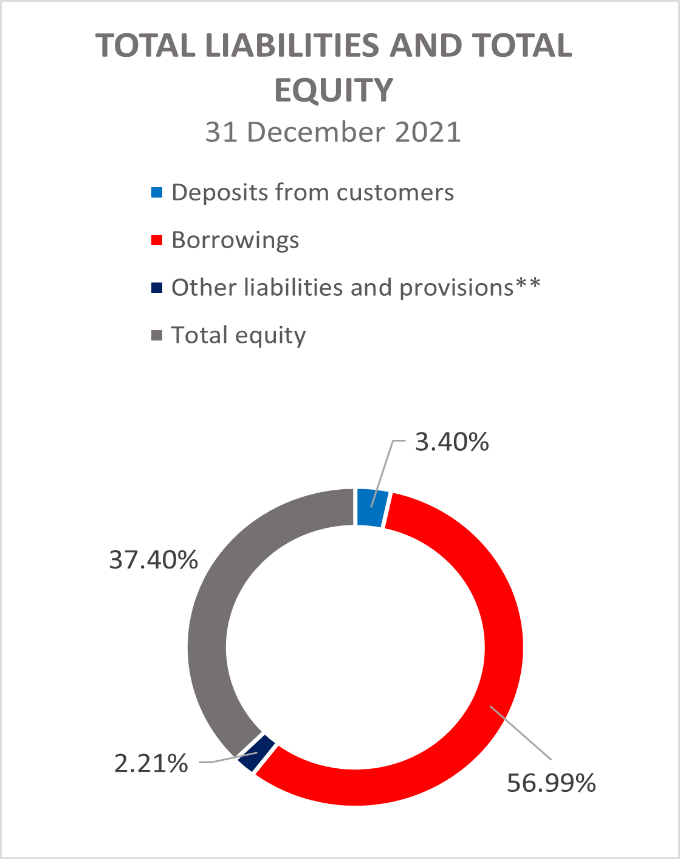 TOTAL LIABILITIES AND TOTAL
EQUITY
31 December 2021
Deposits from customers
Borrowings
Other liabilities and provisions**
Total equity
3.40%
37.40%
2.21%
56.99%